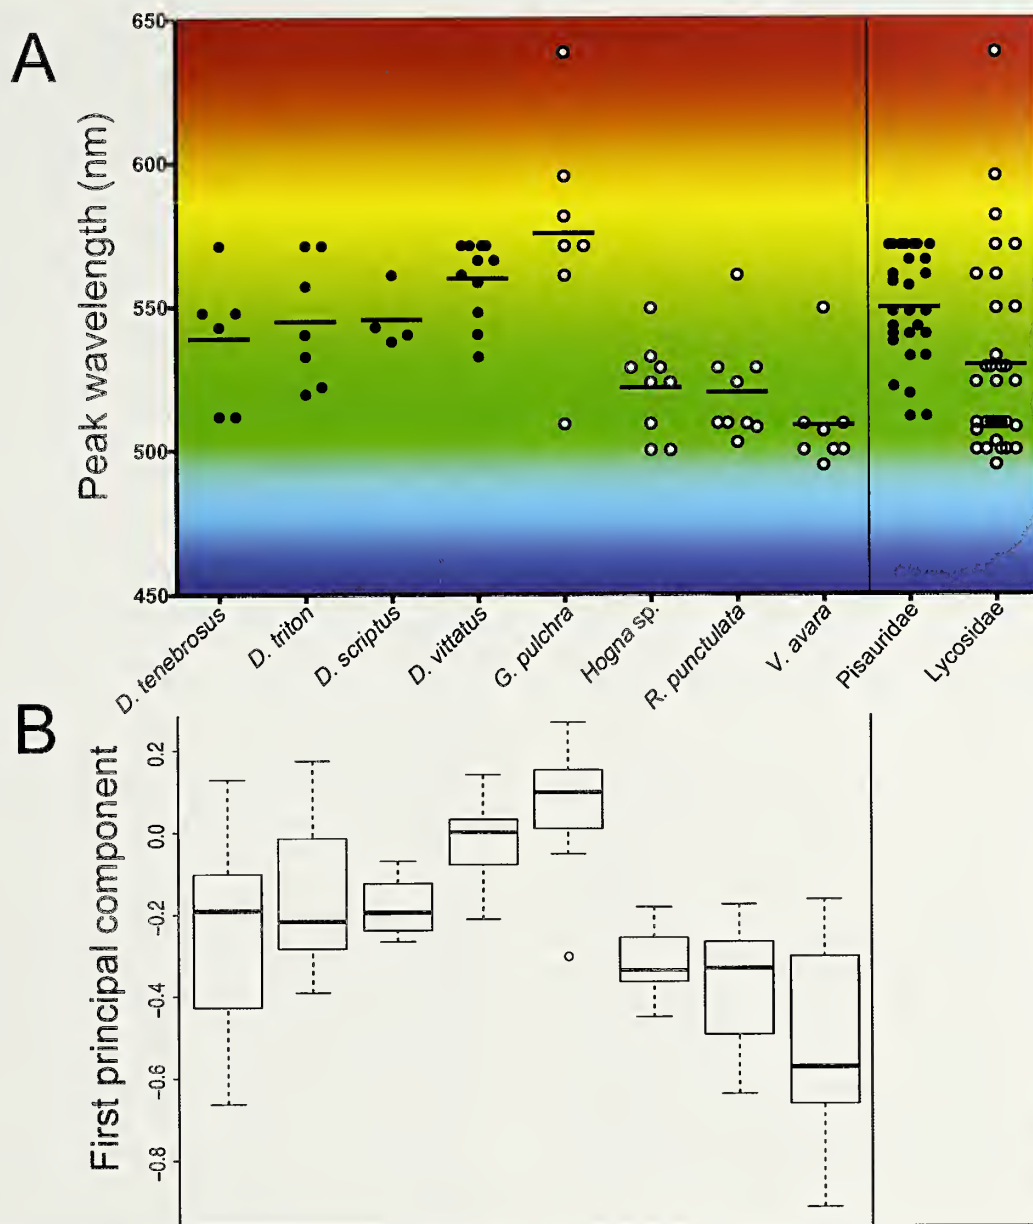 A
Peak wavelength (nm)
650
600
550
500
450
D. tenebrosus
D. triton
D. scriptus
D. vittatus
G. pulchra
Hogna sp.
R. punctulata
V. avara
Pisauridae
Lycosidae
B
First principal component
0.2
0.0
-0.2
-0.4
-0.6
-0.8